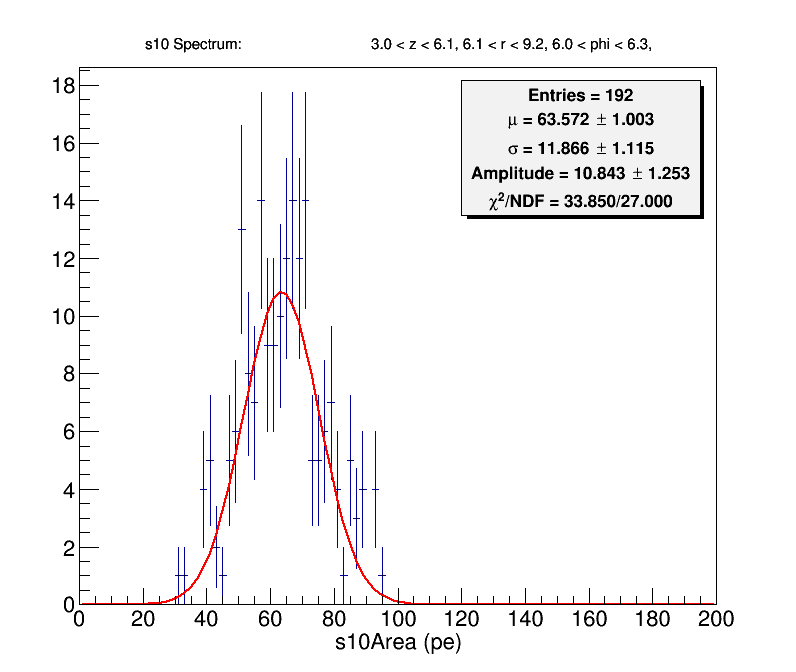 s10 Spectrum: 3.0 < z < 6.1, 6.1 < r < 9.2, 6.0 < phi < 6.3,
Entries = 192
μ = 63.572 ± 1.003
σ = 11.866 ± 1.115
Amplitude = 10.843 ± 1.253
χ²/NDF = 33.850/27.000
18
16
14
12
10
8
6
4
2
0
0 20 40 60 80 100 120 140 160 180 200
s10Area (pe)